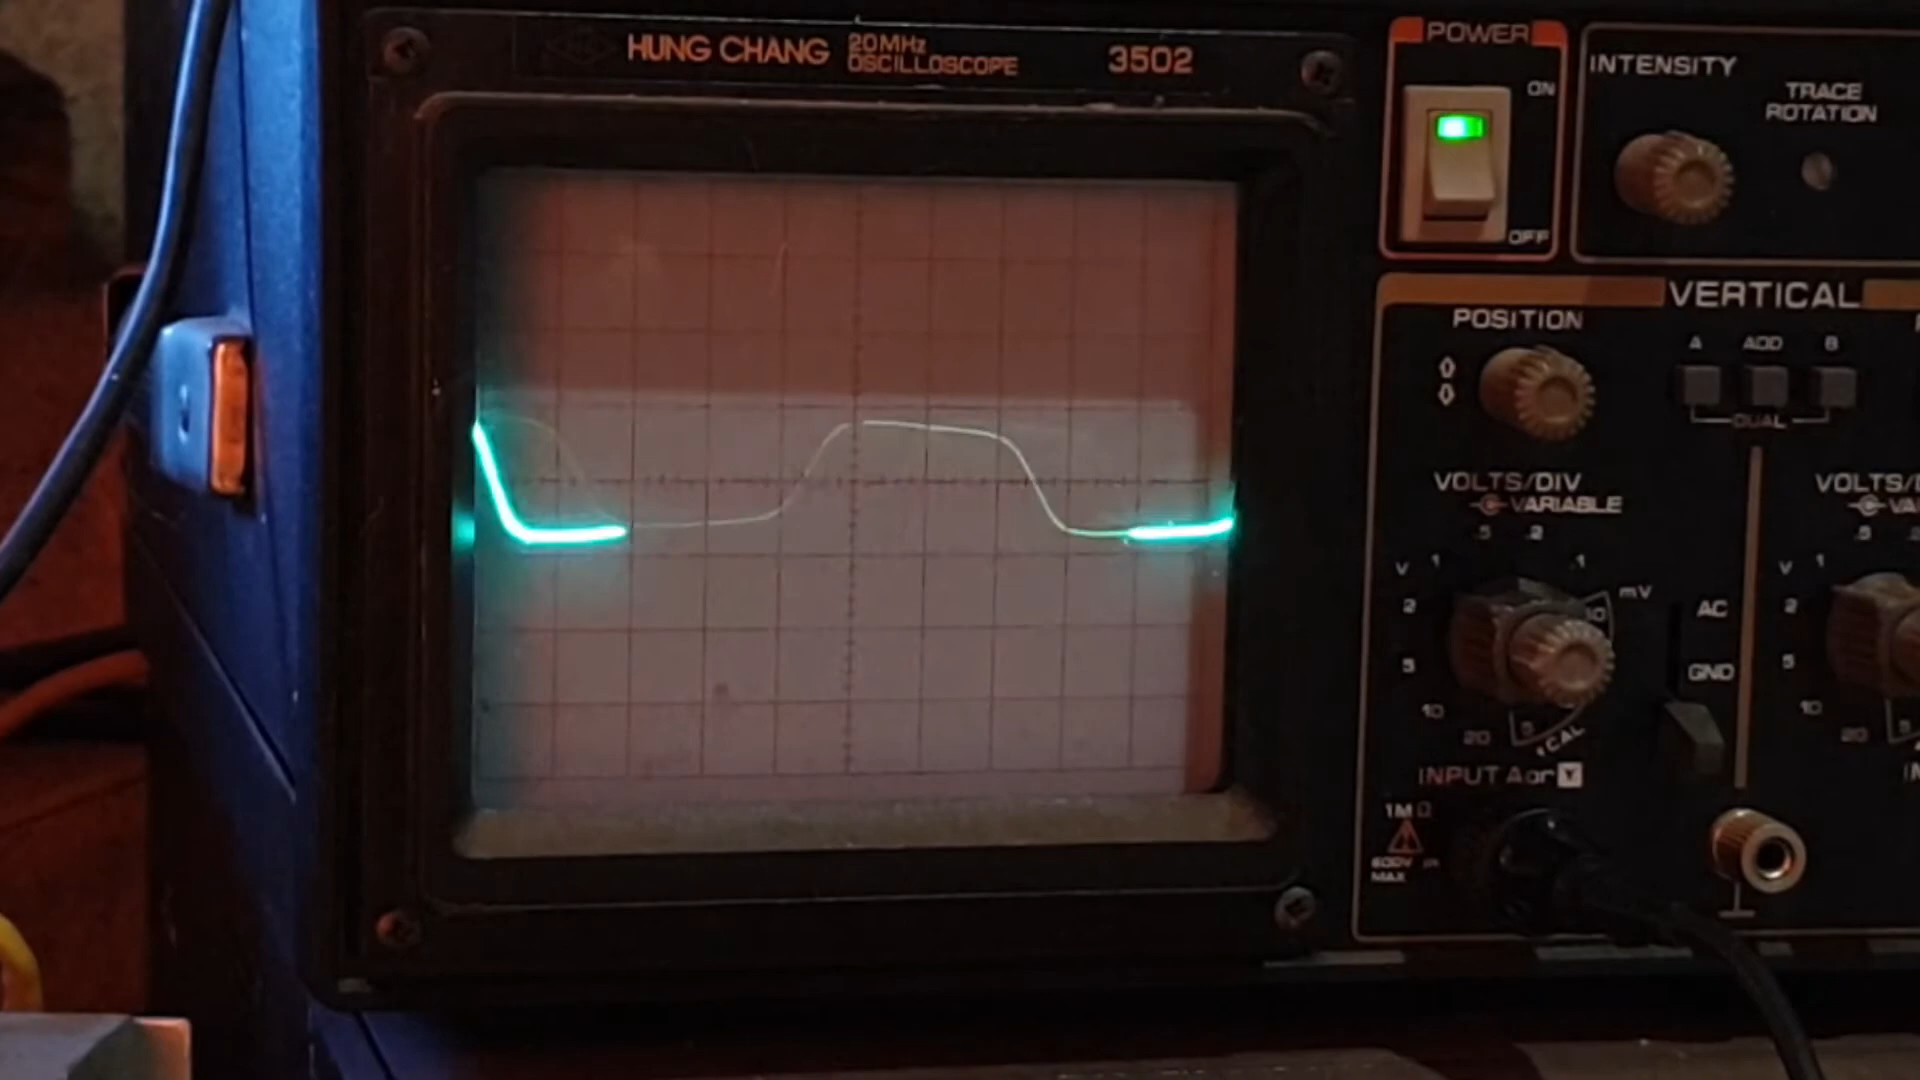 HUNG CHANG 20MHz OSCILLOSCOPE 3502
POWER
ON
OFF
INTENSITY
TRACE ROTATION
VERTICAL
POSITION
A ADD B
DUAL
VOLTS/DIV
VARIABLE
.5 .2
V 1 .1
mV
2
5
10
20
CAL
AC
GND
INPUT A or Y
1MΩ
600V
MAX
VOLTS/D
VA
.5
V 1
2
5
10
20